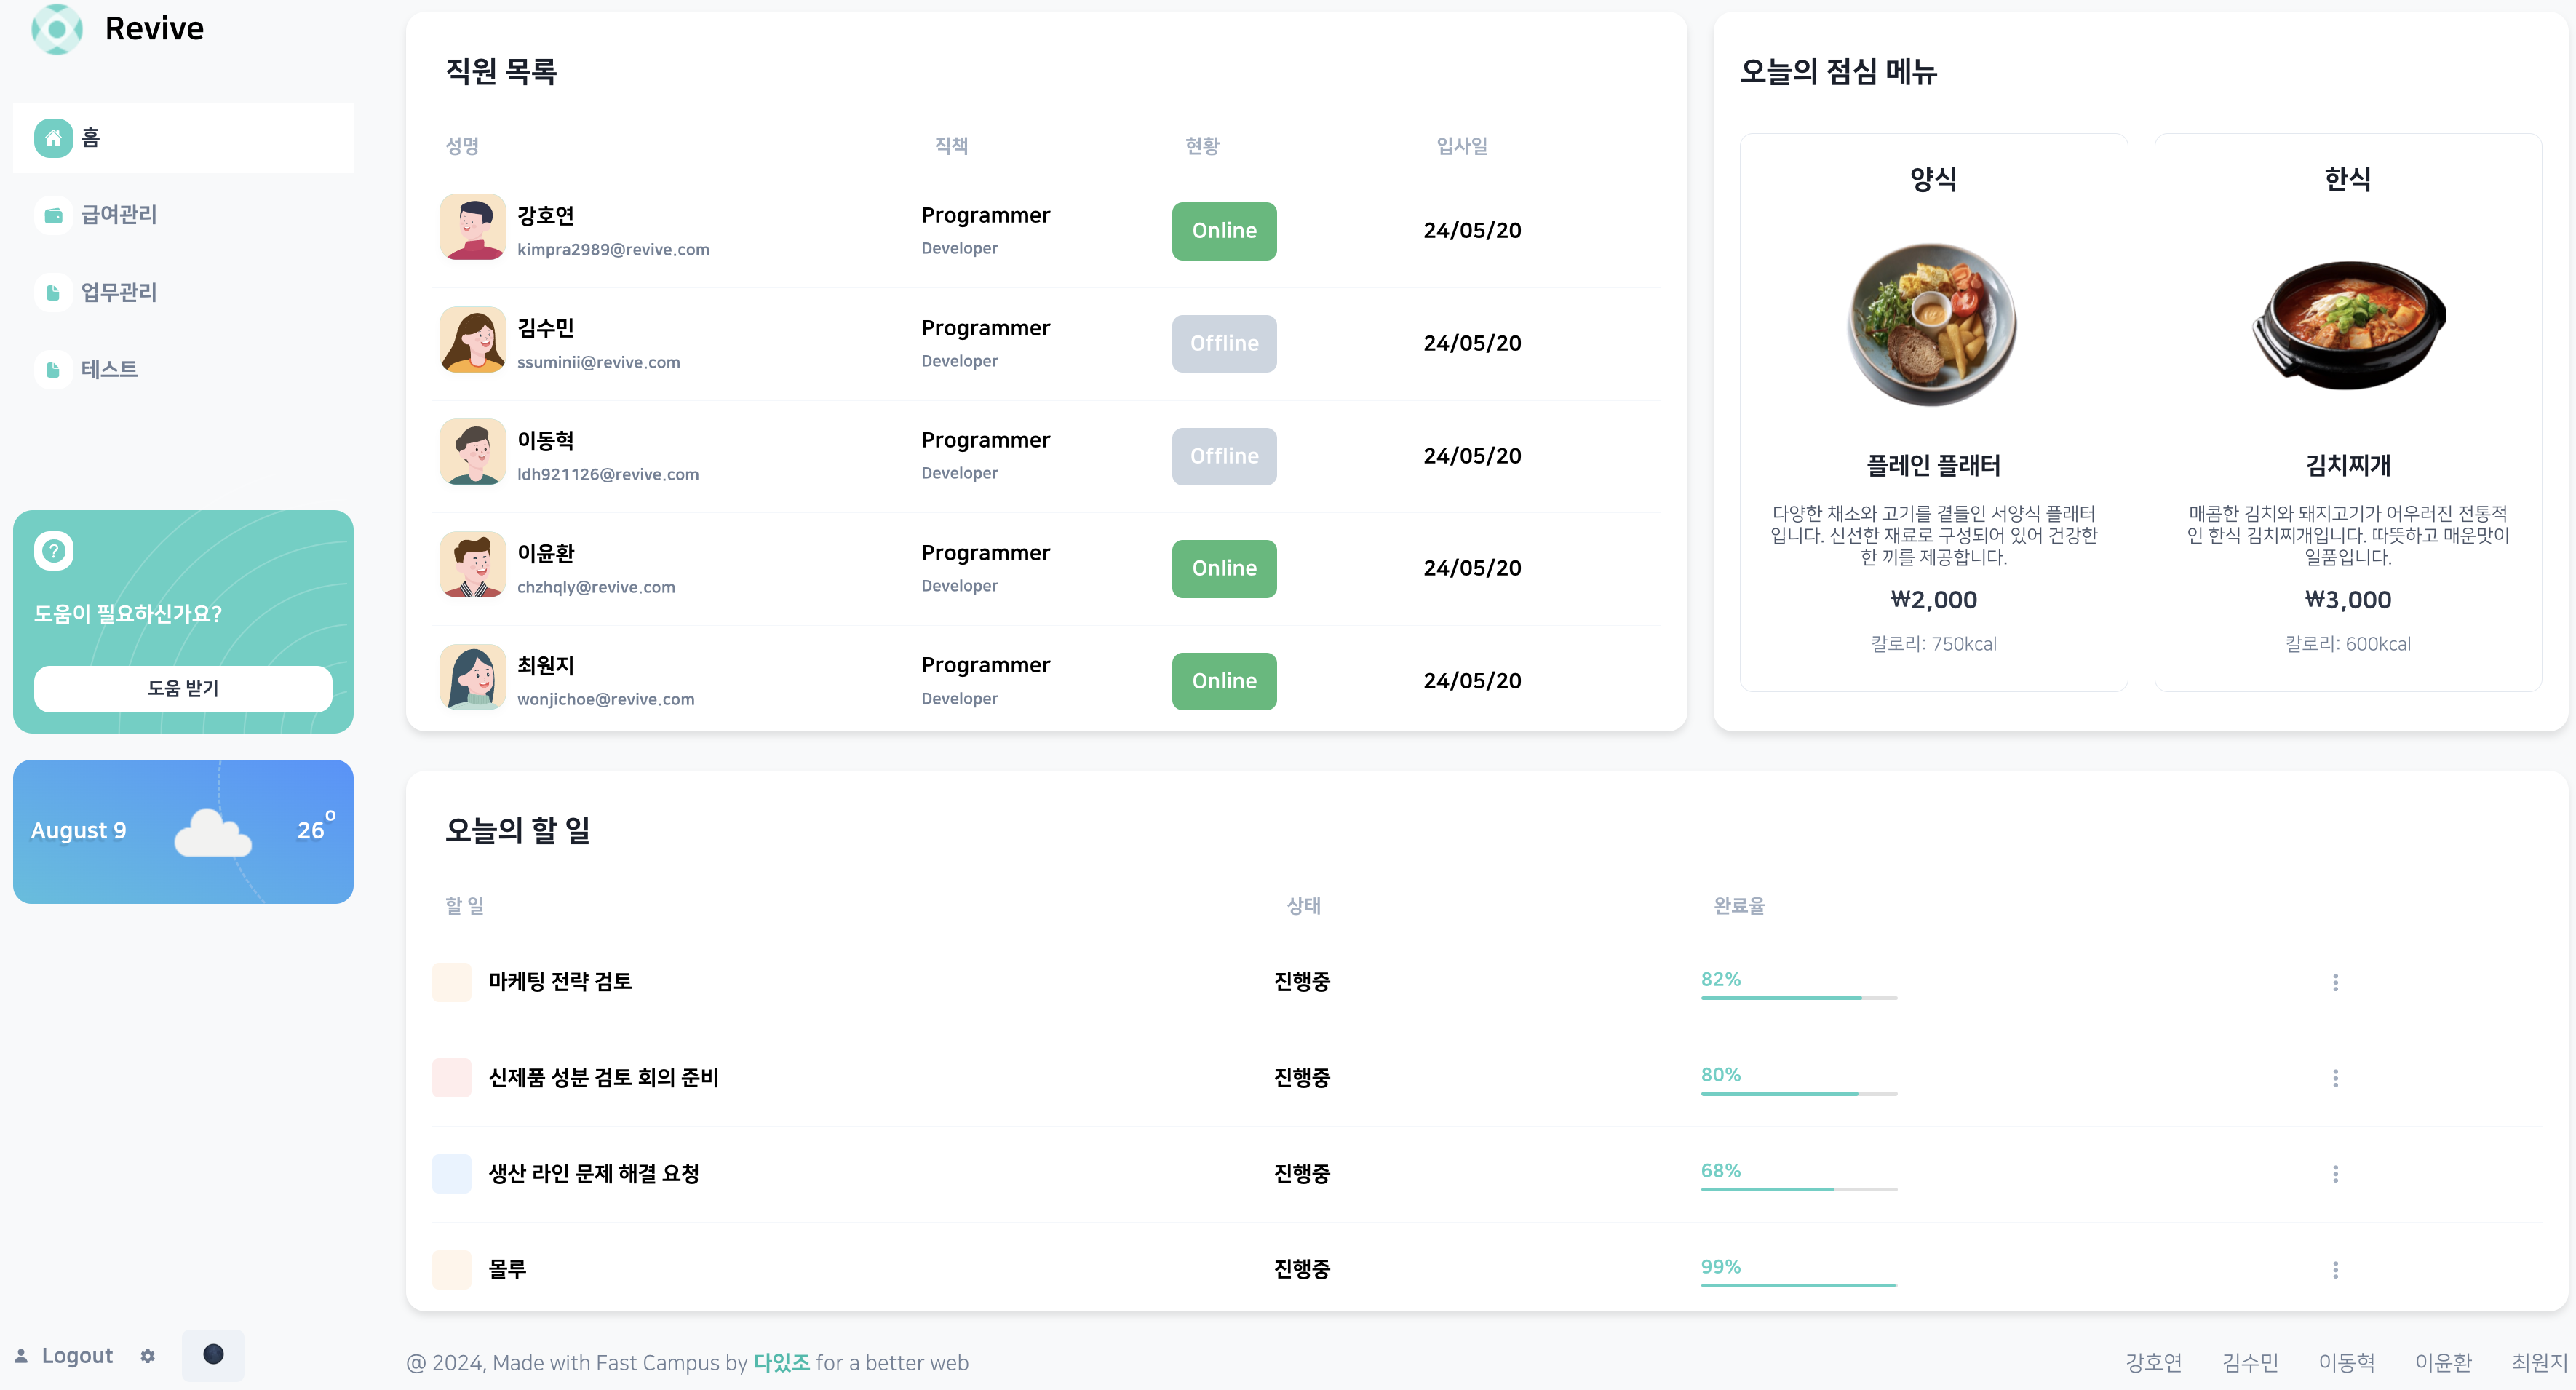 Revive
홈
급여관리
업무관리
테스트
?
도움이 필요하신가요?
도움 받기
August 9
26°
Logout
직원 목록
성명 직책 현황 입사일
강호연
kimpra2989@revive.com
Programmer
Developer
Online
24/05/20
김수민
ssuminii@revive.com
Programmer
Developer
Offline
24/05/20
이동혁
ldh921126@revive.com
Programmer
Developer
Offline
24/05/20
이윤환
chzhqly@revive.com
Programmer
Developer
Online
24/05/20
최원지
wonjichoe@revive.com
Programmer
Developer
Online
24/05/20
오늘의 점심 메뉴
양식
플레인 플래터
다양한 채소와 고기를 곁들인 서양식 플래터
입니다. 신선한 재료로 구성되어 있어 건강한
한 끼를 제공합니다.
₩2,000
칼로리: 750kcal
한식
김치찌개
매콤한 김치와 돼지고기가 어우러진 전통적
인 한식 김치찌개입니다. 따뜻하고 매운맛이
일품입니다.
₩3,000
칼로리: 600kcal
오늘의 할 일
할 일 상태 완료율
마케팅 전략 검토 진행중 82%
신제품 성분 검토 회의 준비 진행중 80%
생산 라인 문제 해결 요청 진행중 68%
몰루 진행중 99%
@ 2024, Made with Fast Campus by 다있조 for a better web
강호연 김수민 이동혁 이윤환 최원지